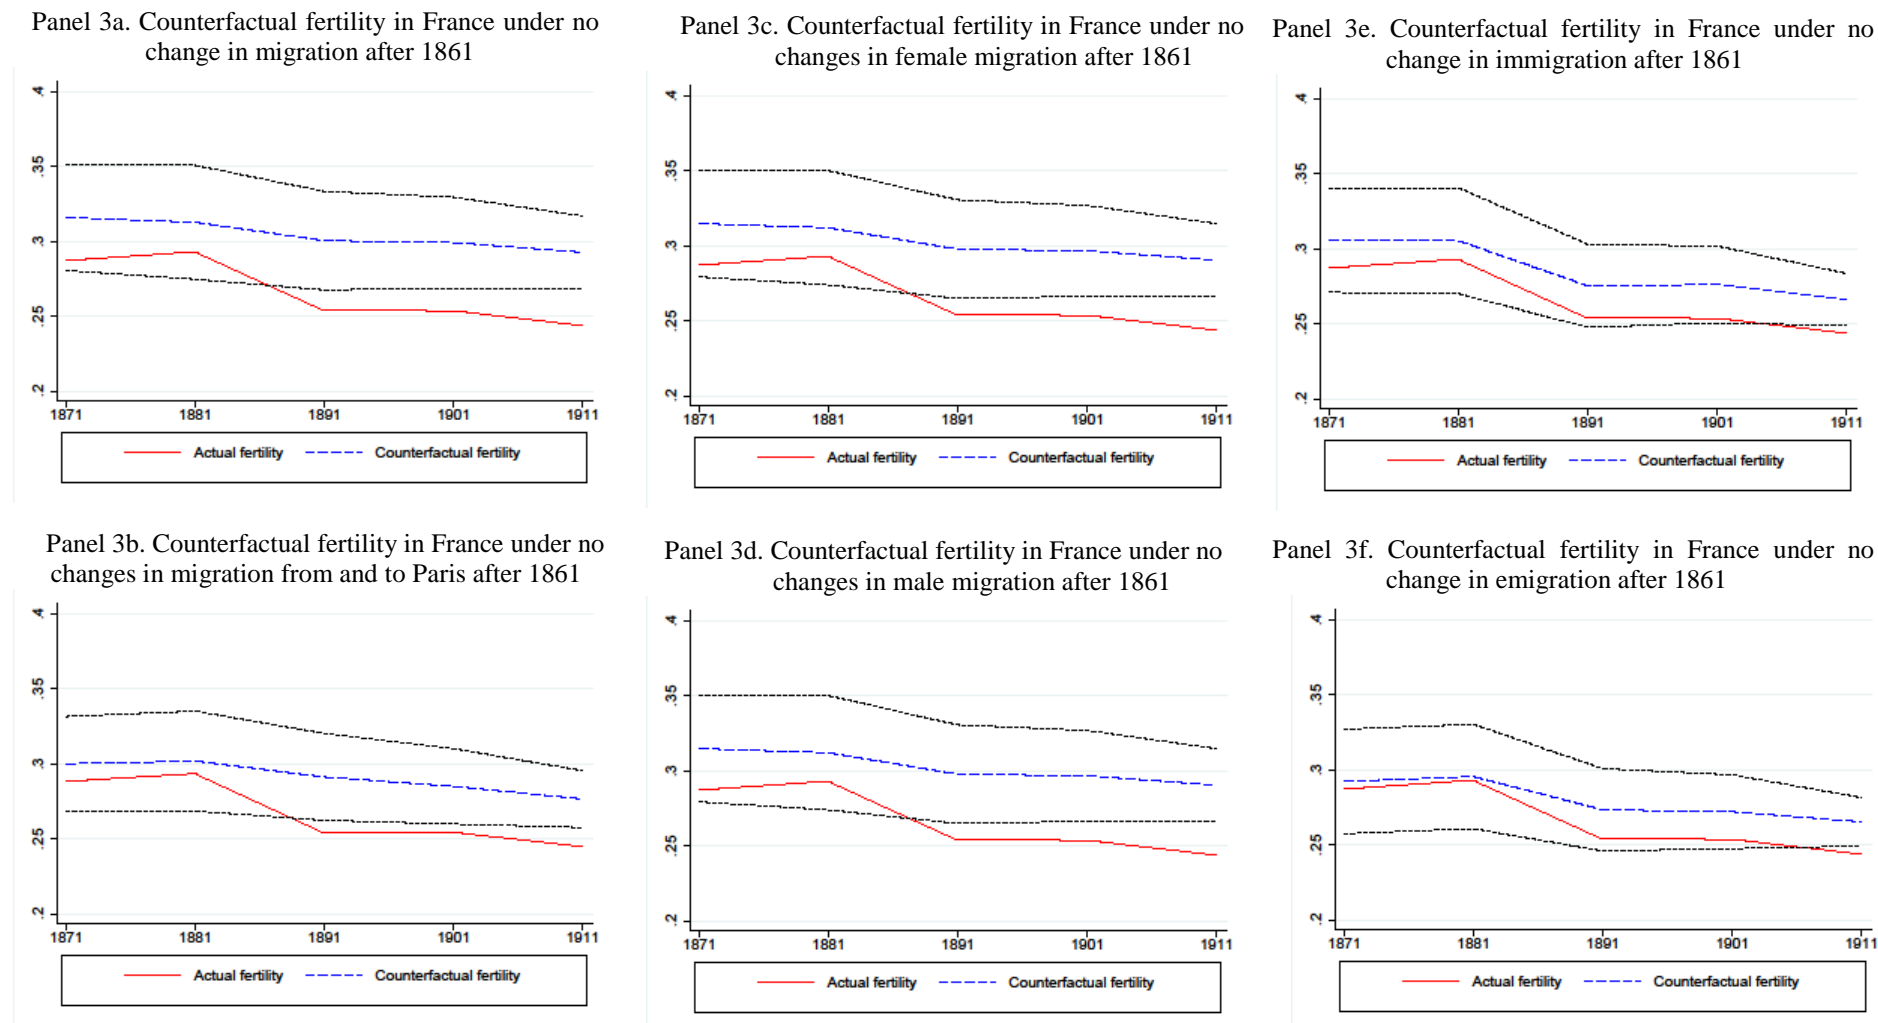 Panel 3a. Counterfactual fertility in France under no
change in migration after 1861
.4
.35
.3
.25
.2
1871 1881 1891 1901 1911
Actual fertility Counterfactual fertility
Panel 3c. Counterfactual fertility in France under no
changes in female migration after 1861
.4
.35
.3
.25
.2
1871 1881 1891 1901 1911
Actual fertility Counterfactual fertility
Panel 3e. Counterfactual fertility in France under no
change in immigration after 1861
.4
.35
.3
.25
.2
1871 1881 1891 1901 1911
Actual fertility Counterfactual fertility
Panel 3b. Counterfactual fertility in France under no
changes in migration from and to Paris after 1861
.4
.35
.3
.25
.2
1871 1881 1891 1901 1911
Actual fertility Counterfactual fertility
Panel 3d. Counterfactual fertility in France under no
changes in male migration after 1861
.4
.35
.3
.25
.2
1871 1881 1891 1901 1911
Actual fertility Counterfactual fertility
Panel 3f. Counterfactual fertility in France under no
change in emigration after 1861
.4
.35
.3
.25
.2
1871 1881 1891 1901 1911
Actual fertility Counterfactual fertility